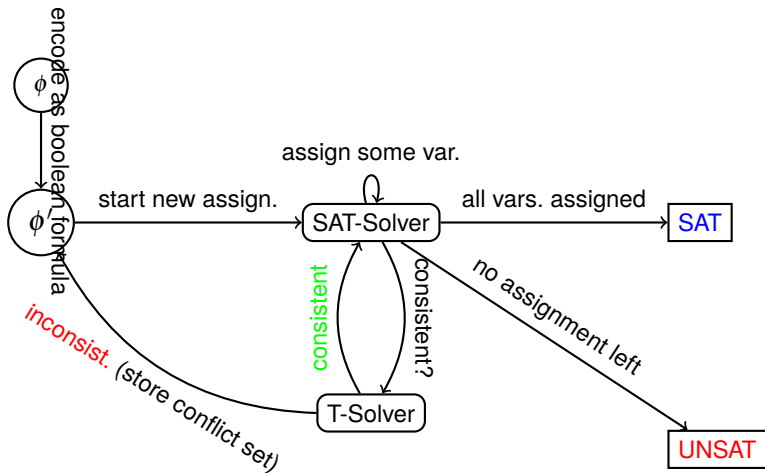 ϕ
encode as boolean formula
assign some var.
ϕ′
start new assign.
SAT-Solver
all vars. assigned
SAT
consistent
consistent?
no assignment left
inconsist. (store conflict set)
T-Solver
UNSAT